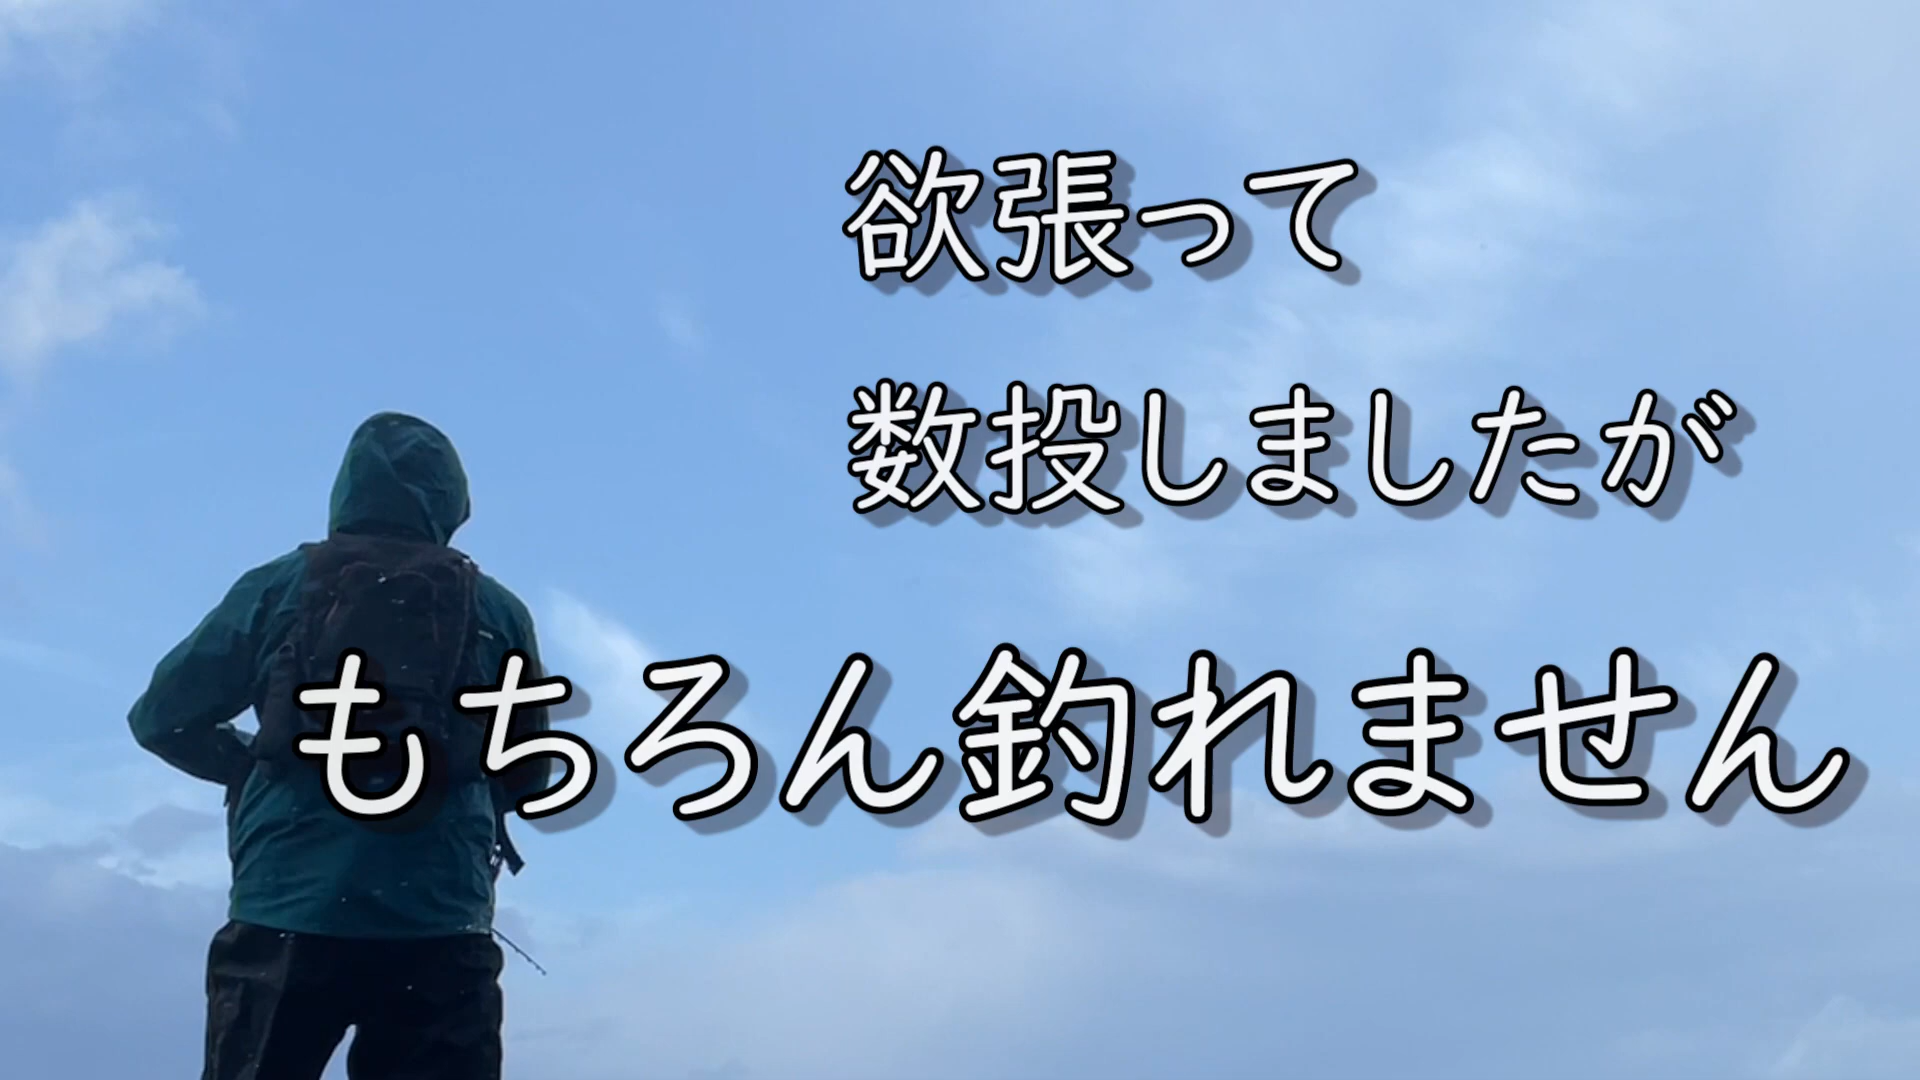 欲張って
数投しましたが
もちろん釣れません